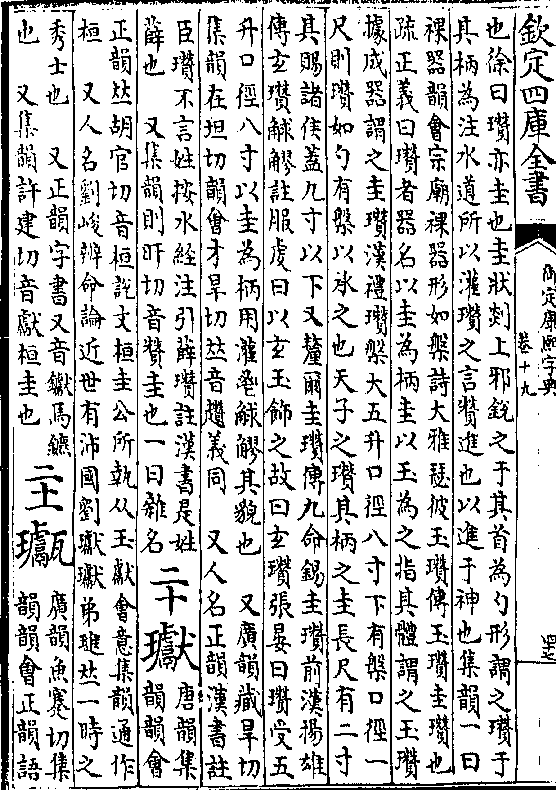 欽定四庫全書
御定康熙字典
卷十九
也徐曰瓚亦圭也圭狀剡上邪銳之于其首為勺形謂之瓚于
其柄為注水道所以灌瓚之言贊進也以進于神也集韻一曰
祼器韻會宗廟祼器形如槃詩大雅瑟彼玉瓚傳玉瓚圭瓚也
疏正義曰瓚者器名以圭為柄圭以玉為之指其體謂之玉瓚
據成器謂之圭瓚漢禮瓚槃大五升口徑八寸下有槃口徑一
尺則瓚如勺有槃以承之也天子之瓚其柄之圭長尺有二寸
其賜諸侯蓋九寸以下又釐爾圭瓚傳九命錫圭瓚前漢揚雄
傳玄瓚觩䚧註服虔曰以玄玉飾之故曰玄瓚張晏曰瓚受五
升口徑八寸以圭為柄用灌鬯觩䚧其貌也 又廣韻藏旱切
集韻在坦切韻會才旱切𠀤音趲義同 又人名正韻漢書註
臣瓚不言姓按水經注引薛瓚註漢書是姓
薛也 又集韻則旰切音贊圭也一曰雜名 二十 瓛 唐韻集
韻韻會
正韻𠀤胡官切音桓說文桓圭公所執从玉獻會意集韻通作
桓 又人名劉峻辨命論近世有沛國劉瓛瓛弟璡𠀤一時之
秀士也 又正韻字書又音钀馬鑣
也 又集韻許建切音獻桓圭也 二十一 瓛瓦 廣韻魚蹇切集
韻韻會正韻語